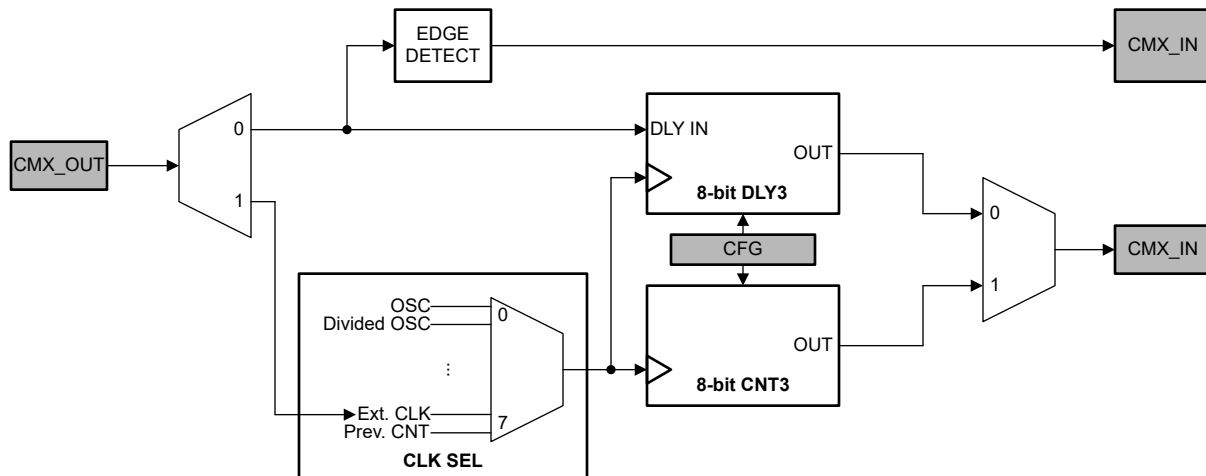 EDGE
DETECT
CMX_IN
0
DLY IN
CMX_OUT
OUT
1
8-bit DLY3
0
CFG
CMX_IN
OSC
0
Divided OSC
1
...
OUT
8-bit CNT3
Ext. CLK
7
Prev. CNT
CLK SEL